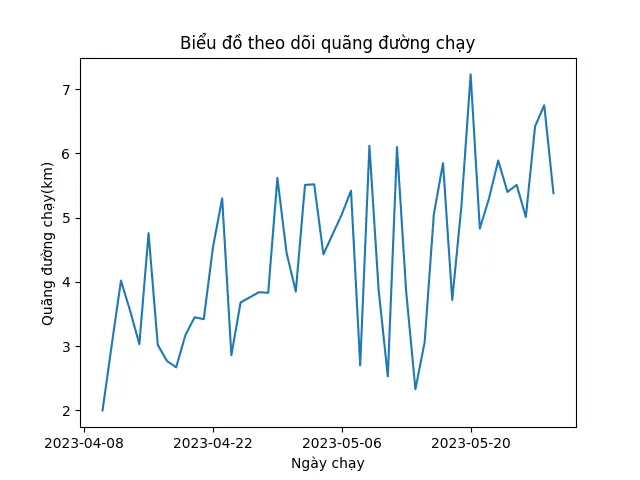 Biểu đồ theo dõi quãng đường chạy
7
6
5
4
3
2
Quãng đường chạy(km)
2023-04-08 2023-04-22 2023-05-06 2023-05-20
Ngày chạy